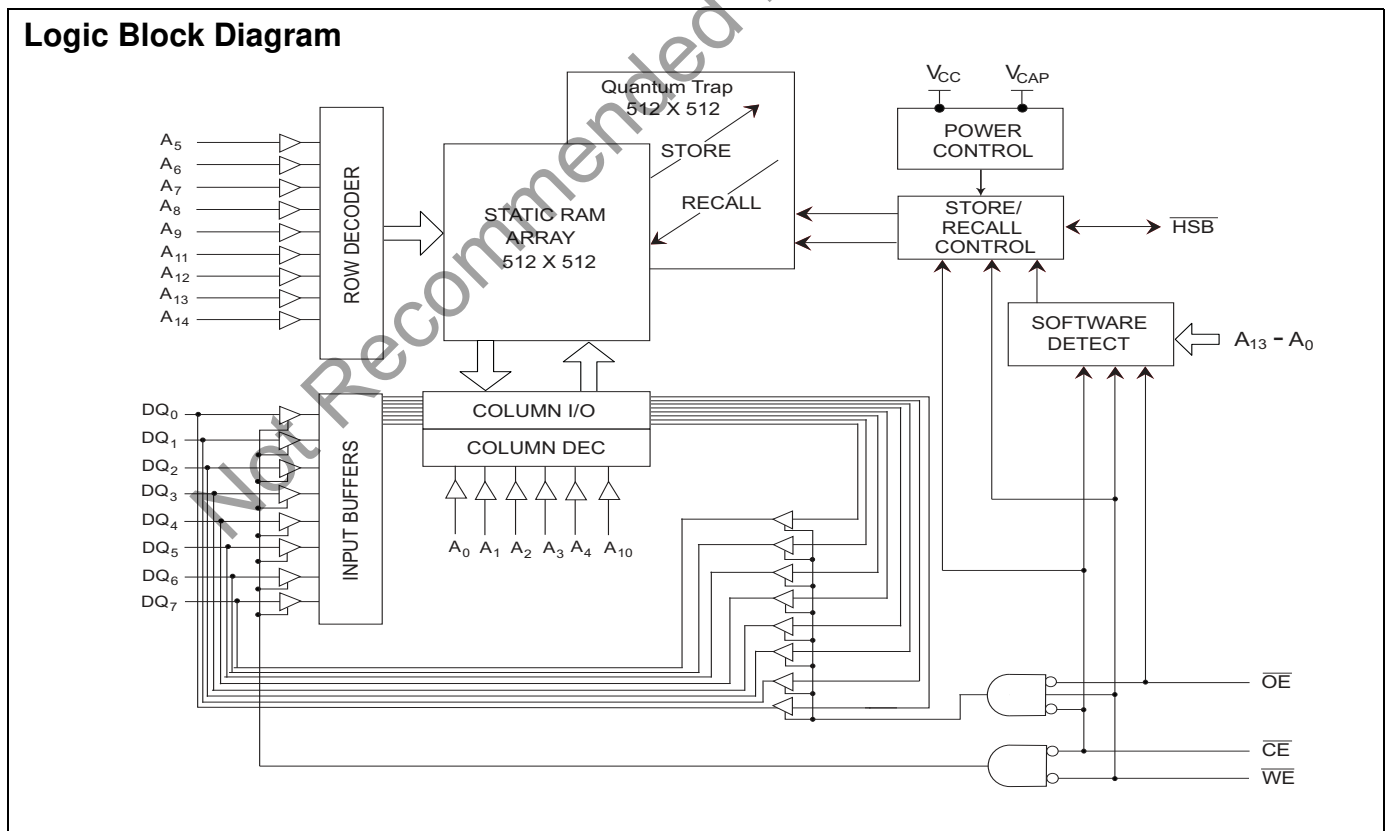 Logic Block Diagram
Not Recommended
Quantum Trap
512 X 512
STORE
RECALL
STATIC RAM
ARRAY
512 X 512
ROW DECODER
A5
A6
A7
A8
A9
A11
A12
A13
A14
VCC
VCAP
POWER
CONTROL
STORE/
RECALL
CONTROL
HSB
SOFTWARE
DETECT
A13 - A0
COLUMN I/O
COLUMN DEC
A0 A1 A2 A3 A4 A10
DQ0
DQ1
DQ2
DQ3
DQ4
DQ5
DQ6
DQ7
INPUT BUFFERS
OE
CE
WE